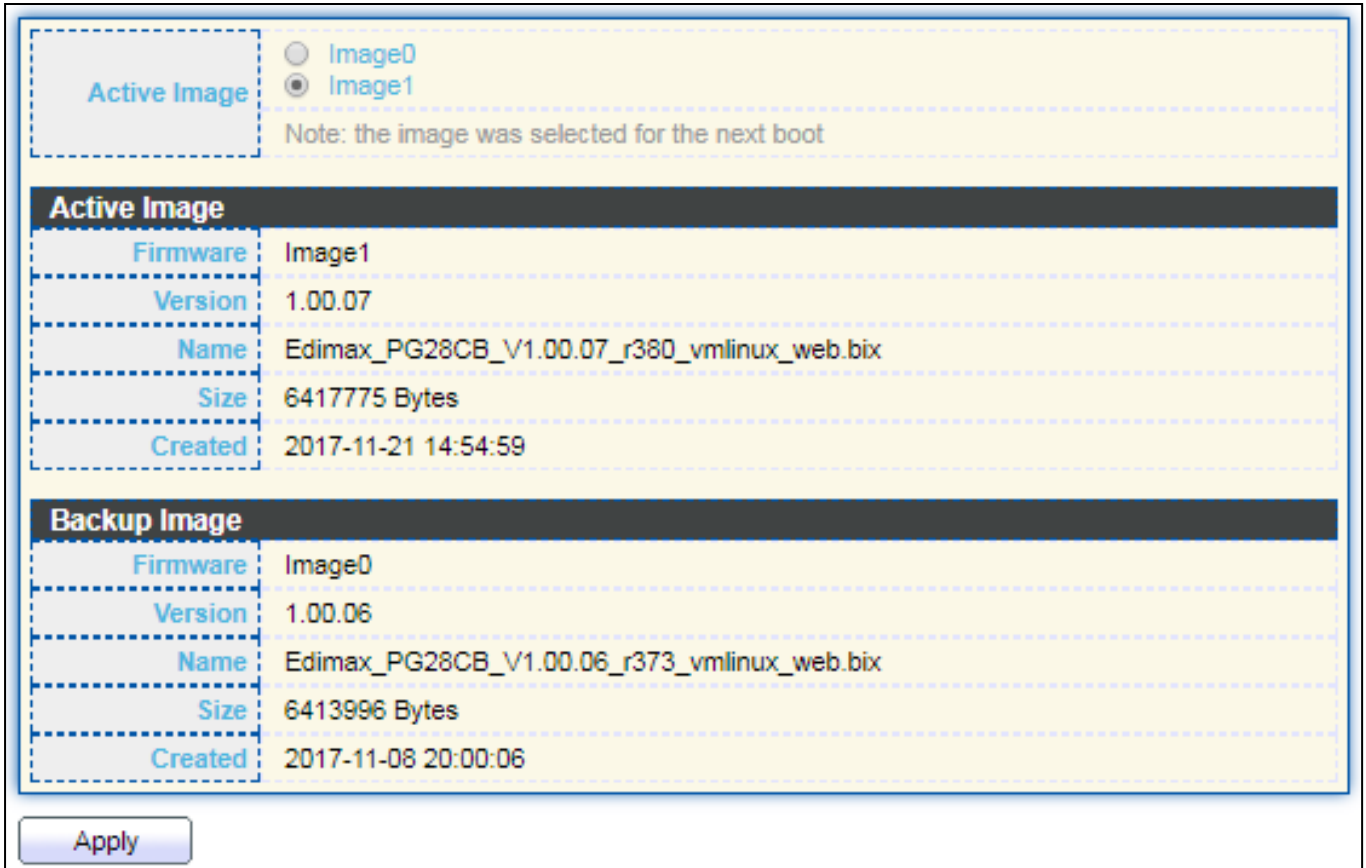 Active Image
Image0
Image1
Note: the image was selected for the next boot
Active Image
Firmware Image1
Version 1.00.07
Name Edimax_PG28CB_V1.00.07_r380_vmlinux_web.bix
Size 6417775 Bytes
Created 2017-11-21 14:54:59
Backup Image
Firmware Image0
Version 1.00.06
Name Edimax_PG28CB_V1.00.06_r373_vmlinux_web.bix
Size 6413996 Bytes
Created 2017-11-08 20:00:06
Apply